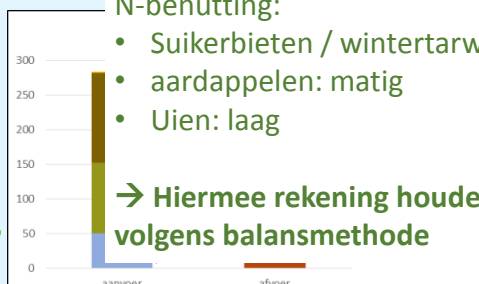 N-benutting:
• Suikerbieten / wintertarw
• aardappelen: matig
• Uien: laag
→ Hiermee rekening houde
volgens balansmethode
300
250
200
150
100
50
0
aanvoer afvoer